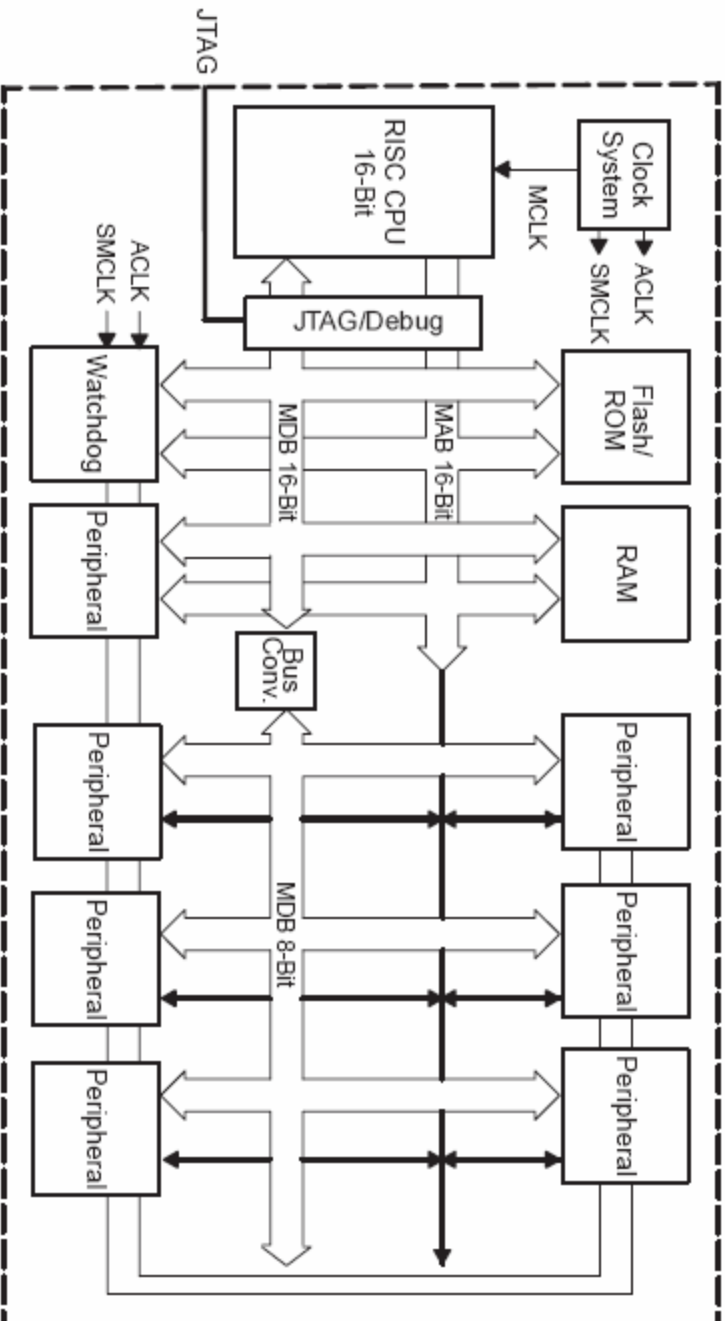 JTAG
Clock
System
MCLK
ACLK
SMCLK
RISC CPU
16-Bit
JTAG/Debug
ACLK
SMCLK
Flash/
ROM
RAM
Watchdog
Peripheral
MAB 16-Bit
MDB 16-Bit
Bus
Conv.
MDB 8-Bit
Peripheral
Peripheral
Peripheral
Peripheral
Peripheral
Peripheral